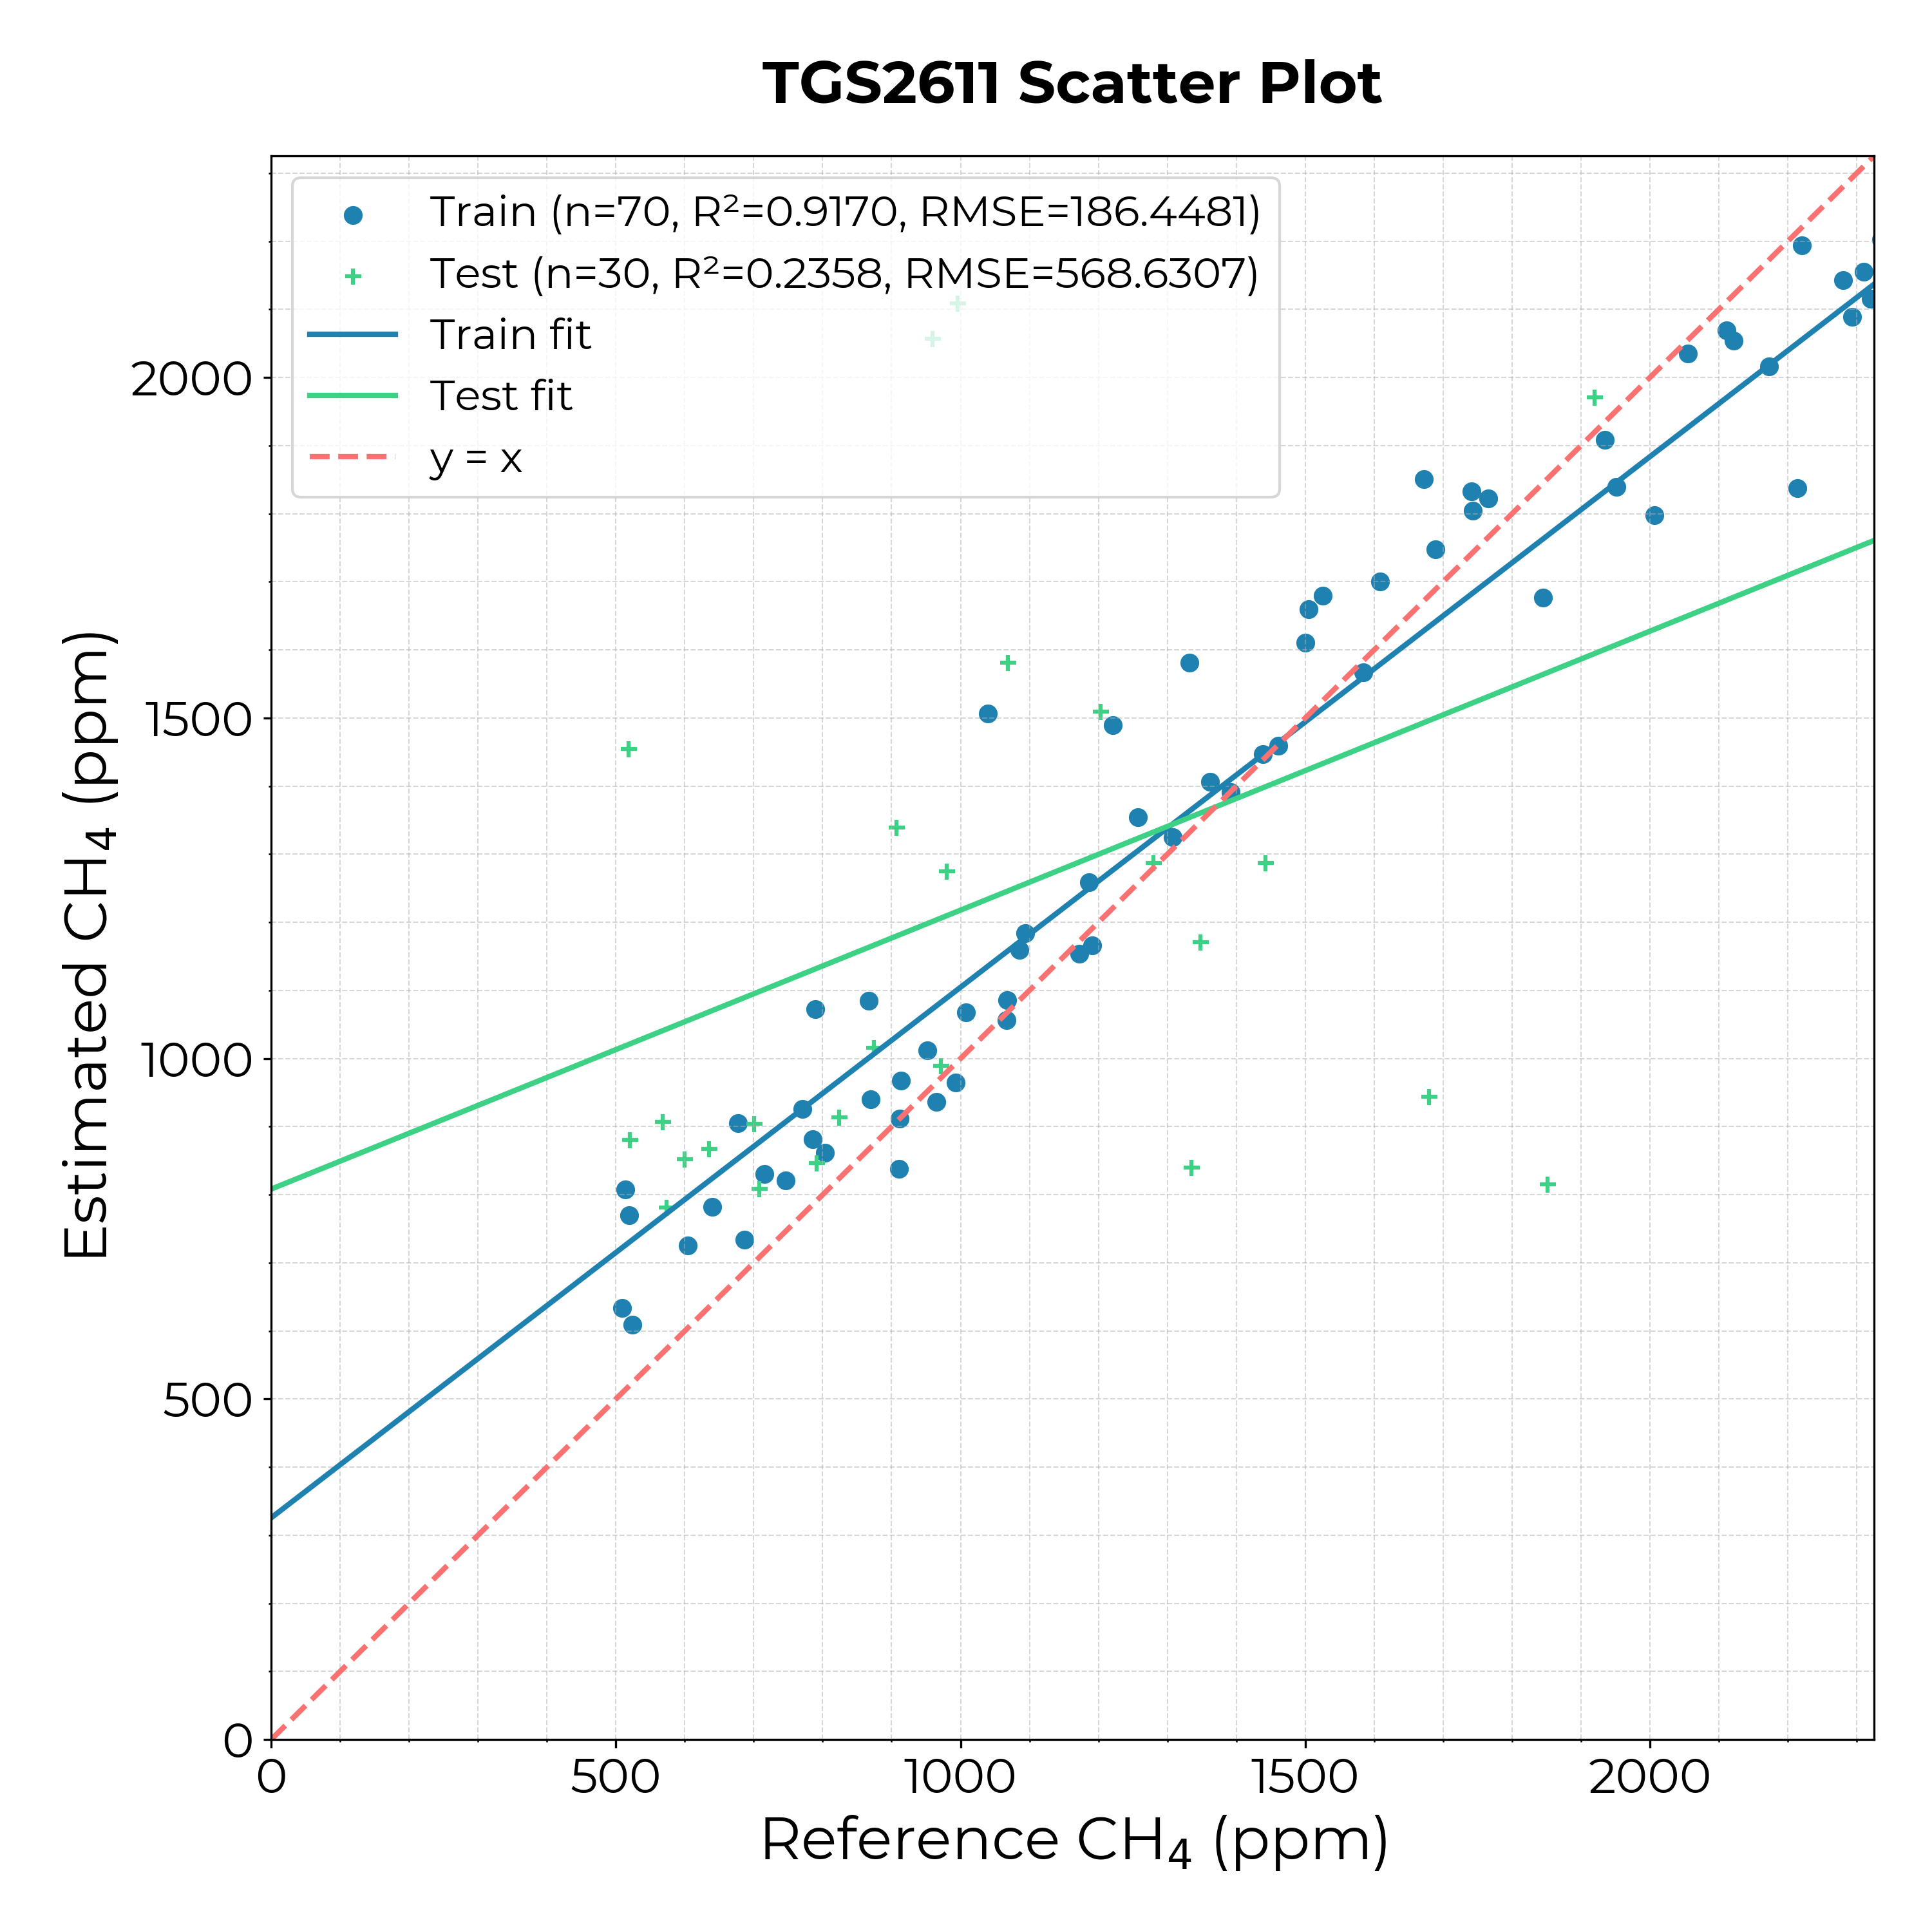 TGS2611 Scatter Plot
Train (n=70, R²=0.9170, RMSE=186.4481)
Test (n=30, R²=0.2358, RMSE=568.6307)
Train fit
Test fit
y = x
2000
1500
1000
500
0
Estimated CH₄ (ppm)
0 500 1000 1500 2000
Reference CH₄ (ppm)